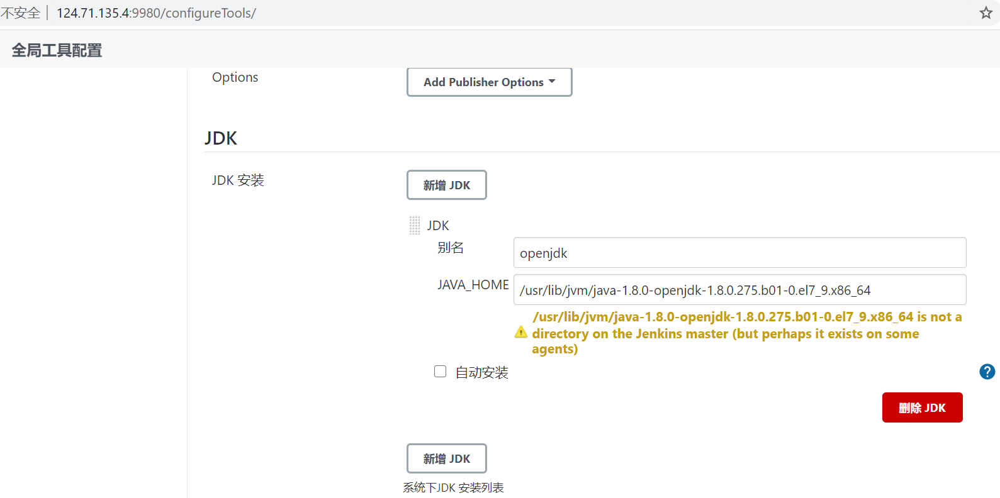 不安全 | 124.71.135.4:9980/configureTools/
全局工具配置
Options
Add Publisher Options
JDK
JDK 安装
新增 JDK
JDK
别名
openjdk
JAVA_HOME
/usr/lib/jvm/java-1.8.0-openjdk-1.8.0.275.b01-0.el7_9.x86_64
/usr/lib/jvm/java-1.8.0-openjdk-1.8.0.275.b01-0.el7_9.x86_64 is not a
directory on the Jenkins master (but perhaps it exists on some
agents)
自动安装
?
删除 JDK
新增 JDK
系统下JDK 安装列表